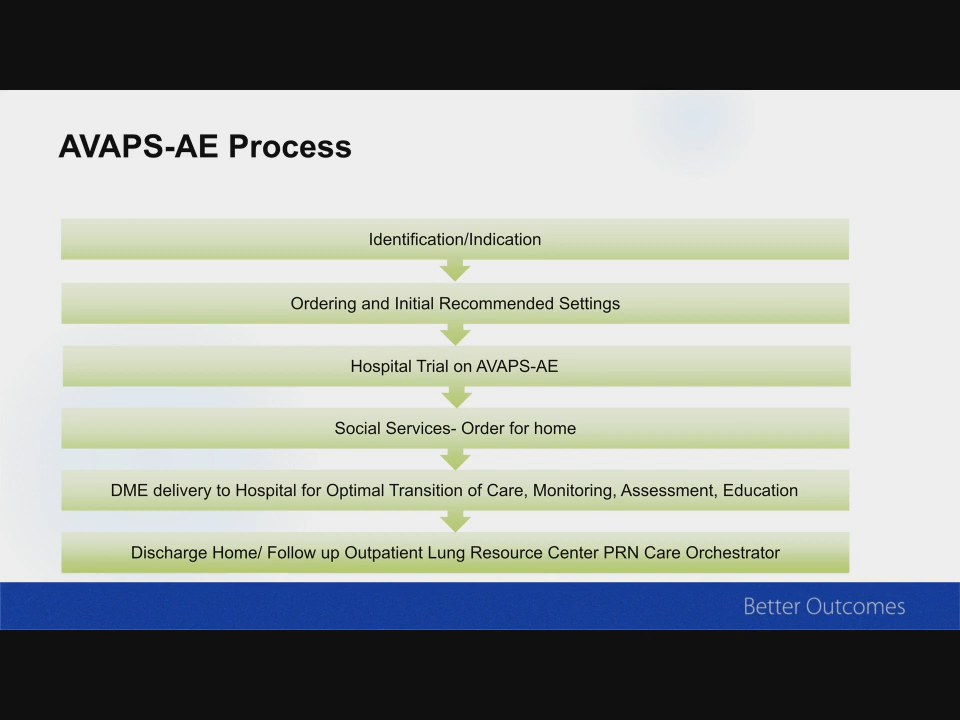 AVAPS-AE Process
Identification/Indication
Ordering and Initial Recommended Settings
Hospital Trial on AVAPS-AE
Social Services- Order for home
DME delivery to Hospital for Optimal Transition of Care, Monitoring, Assessment, Education
Discharge Home/ Follow up Outpatient Lung Resource Center PRN Care Orchestrator
Better Outcomes